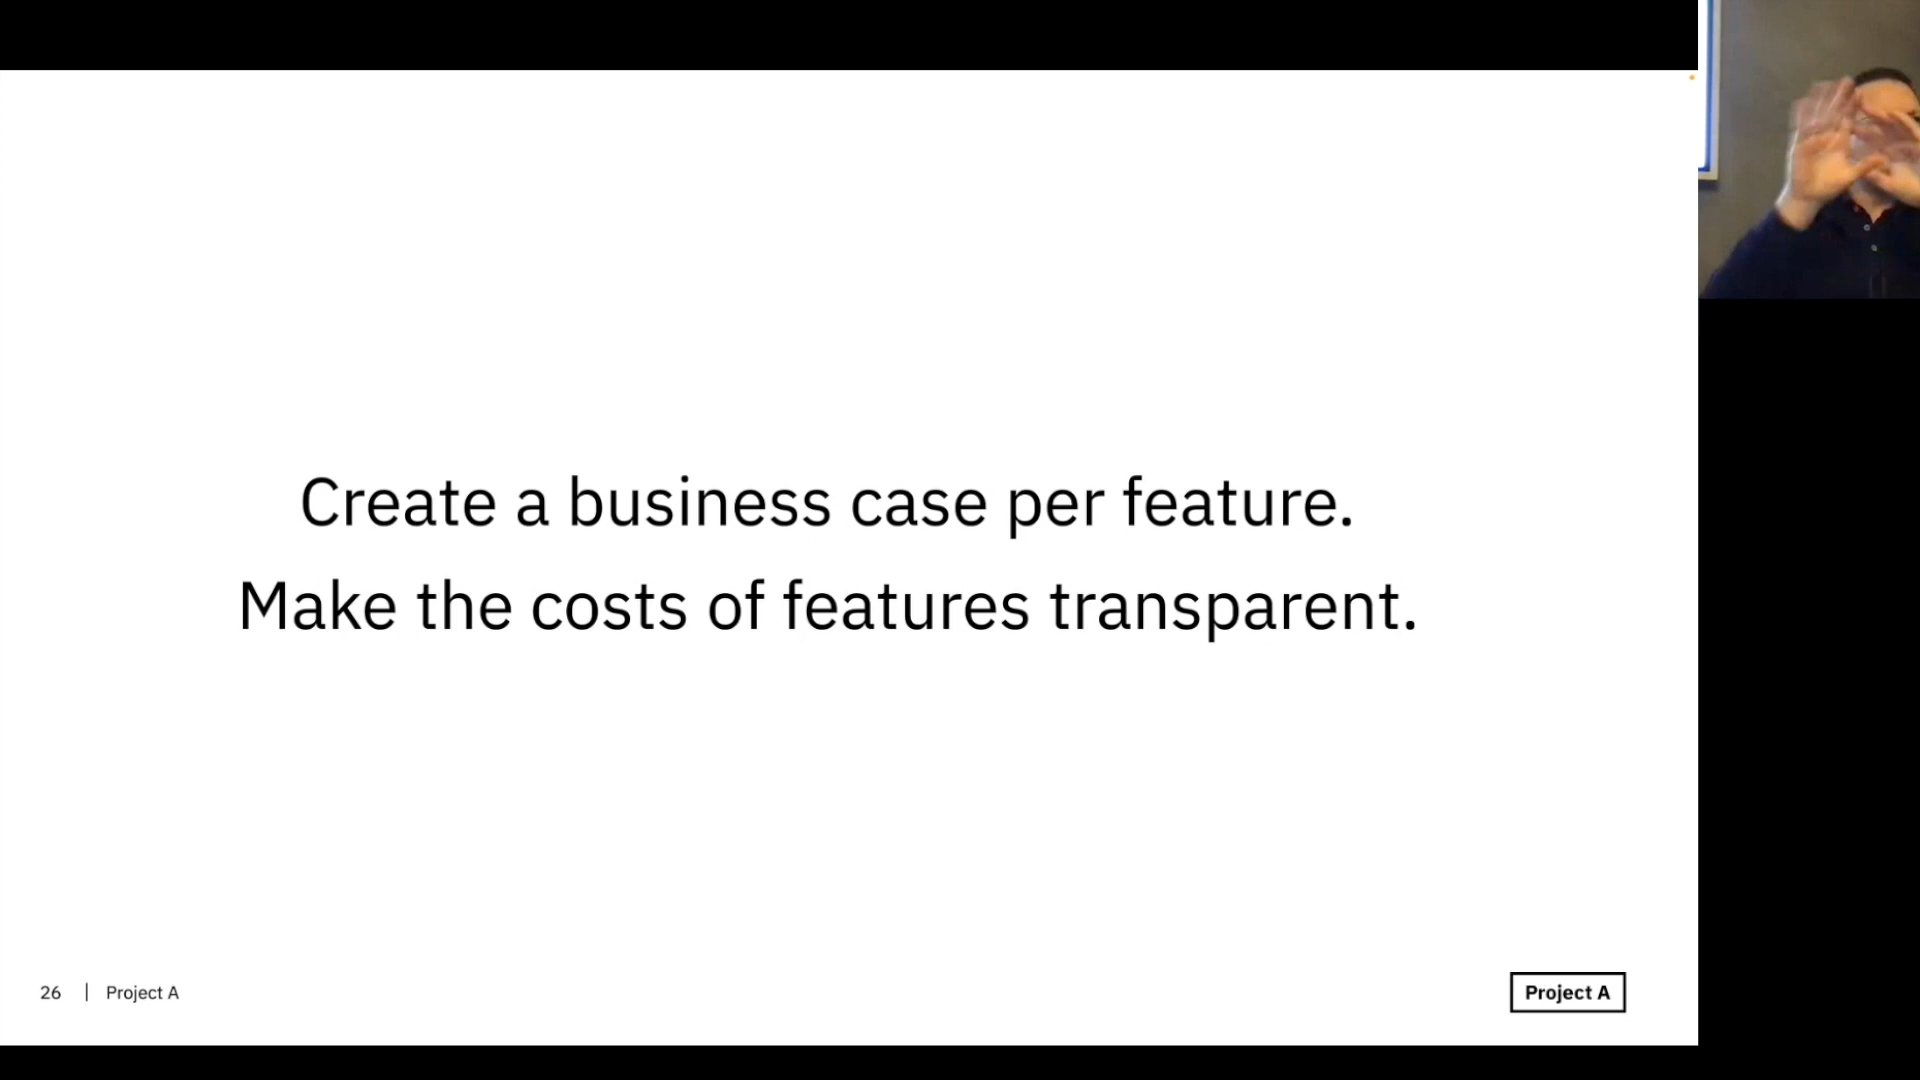 Create a business case per feature.
Make the costs of features transparent.
26 | Project A
Project A